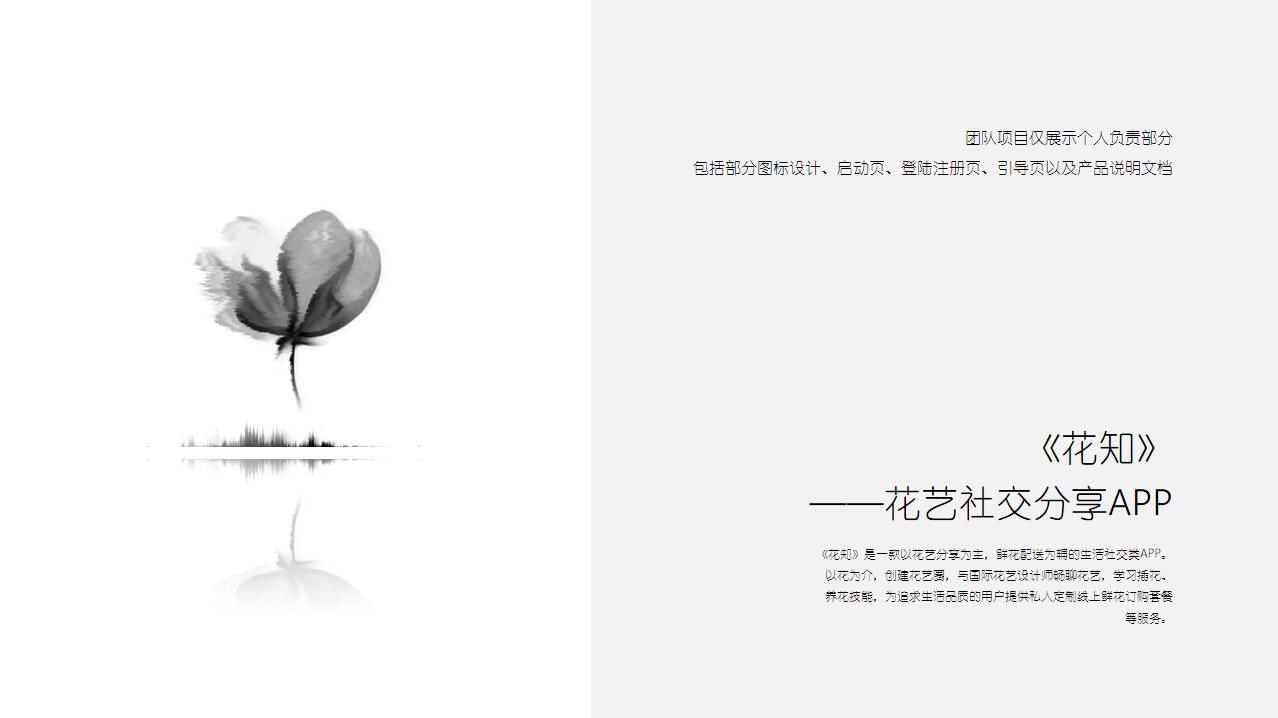 团队项目仅展示个人负责部分
包括部分图标设计、启动页、登陆注册页、引导页以及产品说明文档
《花知》
——花艺社交分享APP
《花知》是一款以花艺分享为主，鲜花配送为辅的生活社交类APP。
以花为介，创建花艺圈，与国际花艺设计师畅聊花艺，学习插花、
养花技能，为追求生活品质的用户提供私人定制线上鲜花订购套餐
等服务。